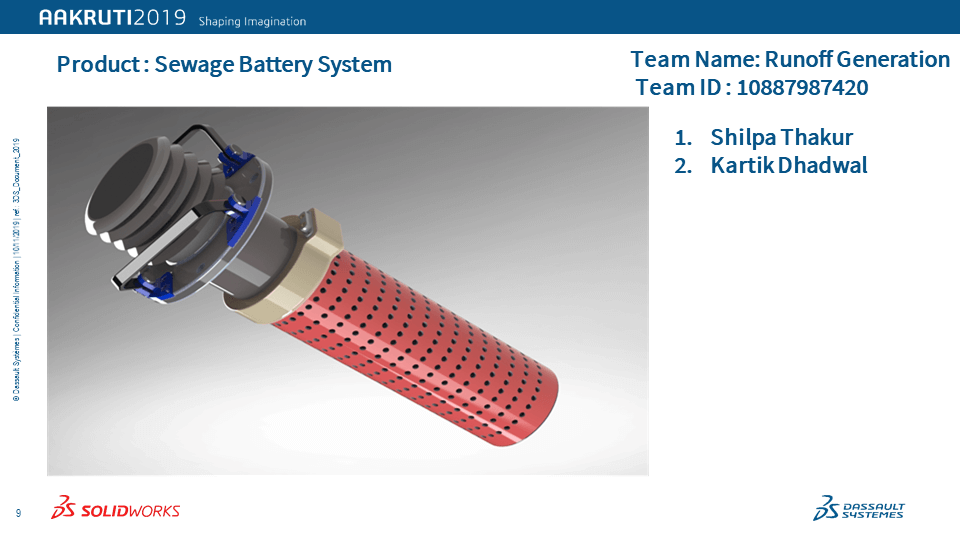 AAKRUTI2019 Shaping Imagination
Product : Sewage Battery System
Team Name: Runoff Generation
Team ID : 10887987420
1. Shilpa Thakur
2. Kartik Dhadwal
© Dassault Systèmes | Confidential Information | 10/11/2019 | ref.: 3DS_Document_2019
9
SOLIDWORKS
DASSAULT SYSTEMES